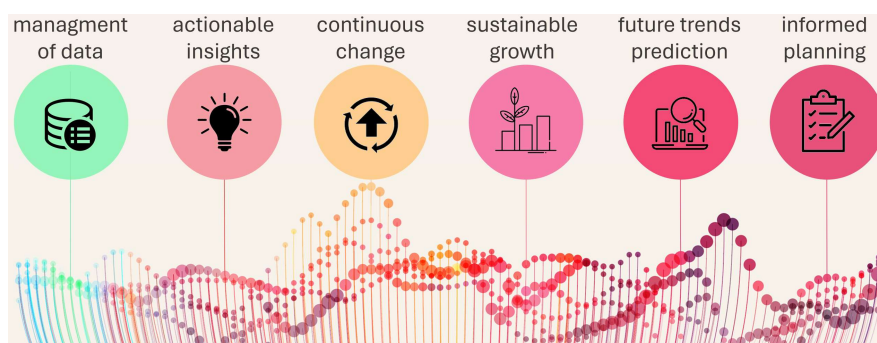 managment
of data
actionable
insights
continuous
change
sustainable
growth
future trends
prediction
informed
planning